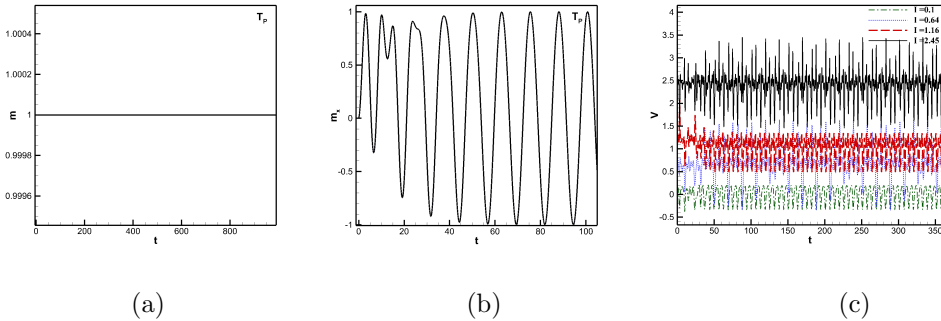 T_P
1.0004
1.0002
1
0.9998
0.9996
m
0 200 400 600 800
t
(a)
T_P
1
0.5
0
-0.5
-1
m_x
0 20 40 60 80 100
t
(b)
I =0.1
I =0.64
I =1.16
I =2.45
4
3.5
3
2.5
2
1.5
1
0.5
0
-0.5
V
0 50 100 150 200 250 300 350
t
(c)